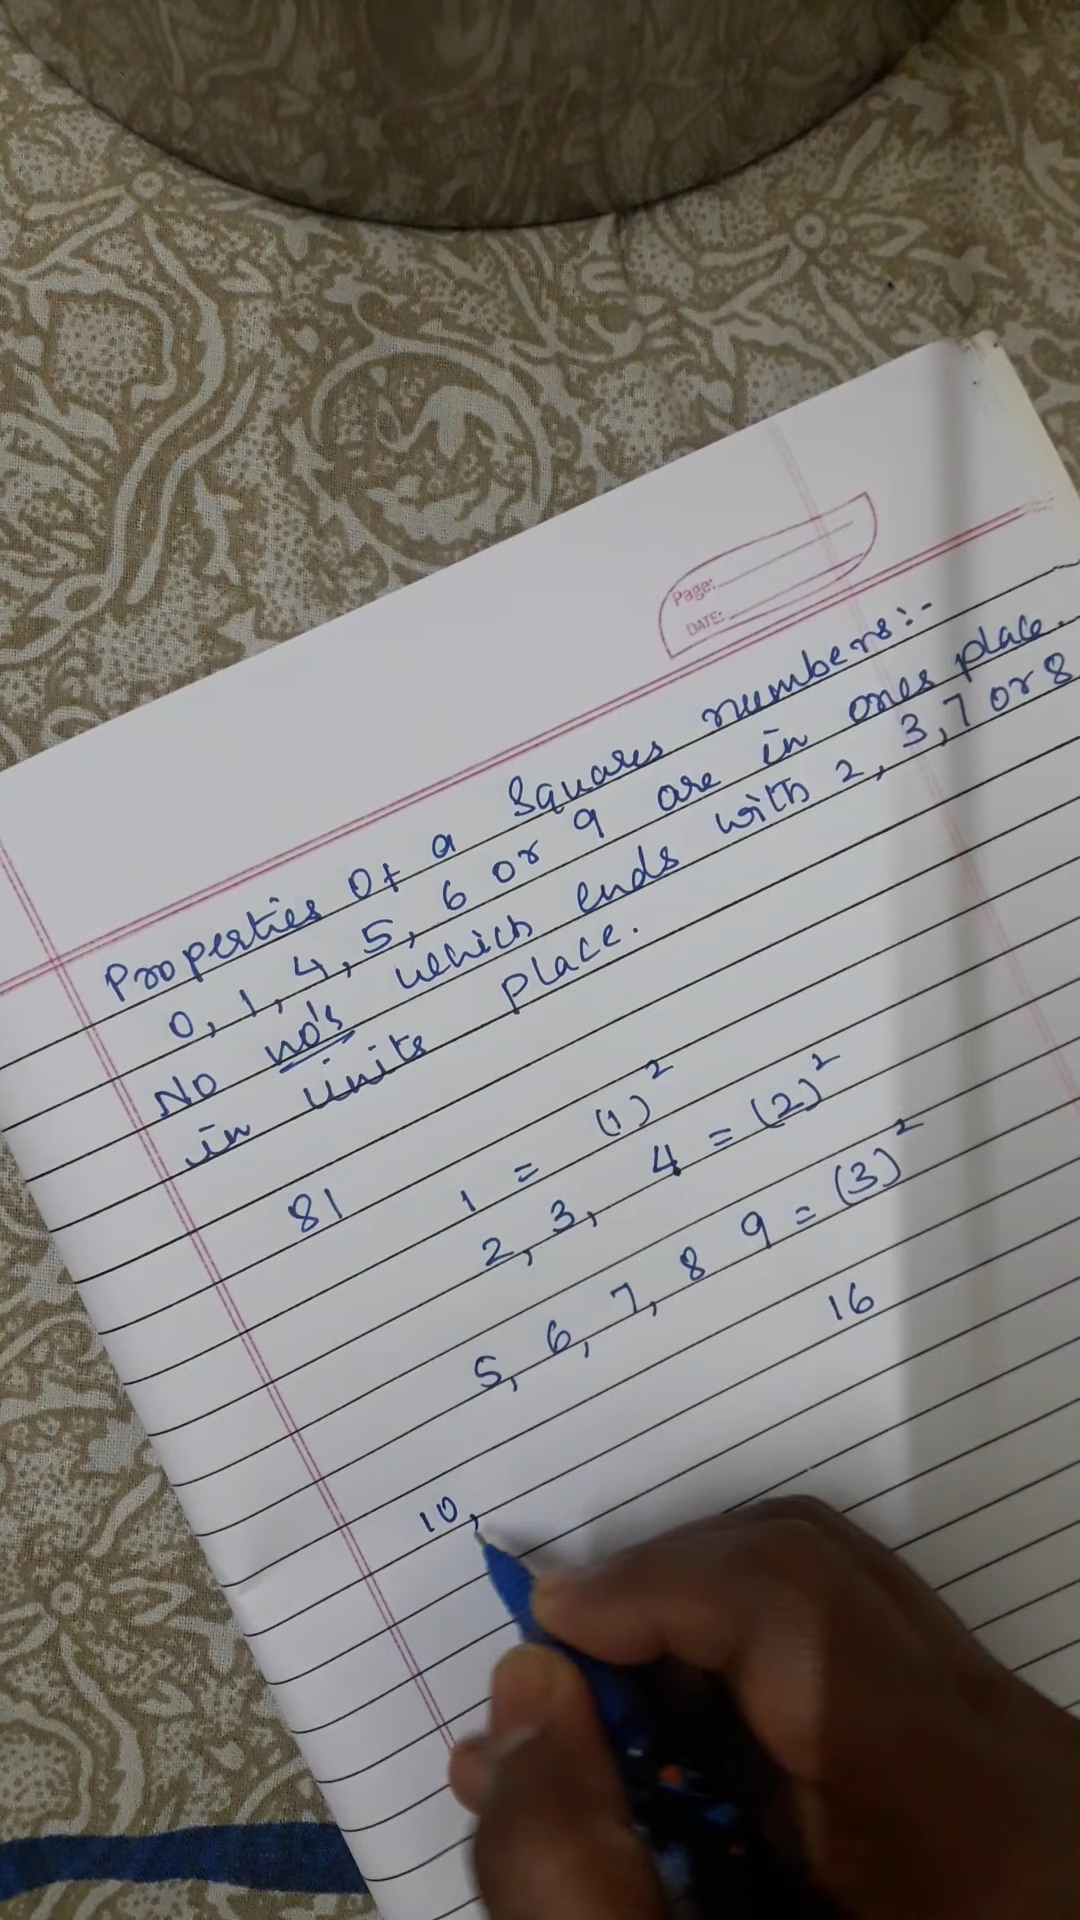 Page:
DATE:
Properties Of a Squares numbers:-
0, 1, 4, 5, 6 or 9 are in ones place.
No no's which ends with 2, 3, 7 or 8
in Units place.
81 1 = (1)²
2, 3, 4 = (2)²
5, 6, 7, 8 9 = (3)²
16
10,